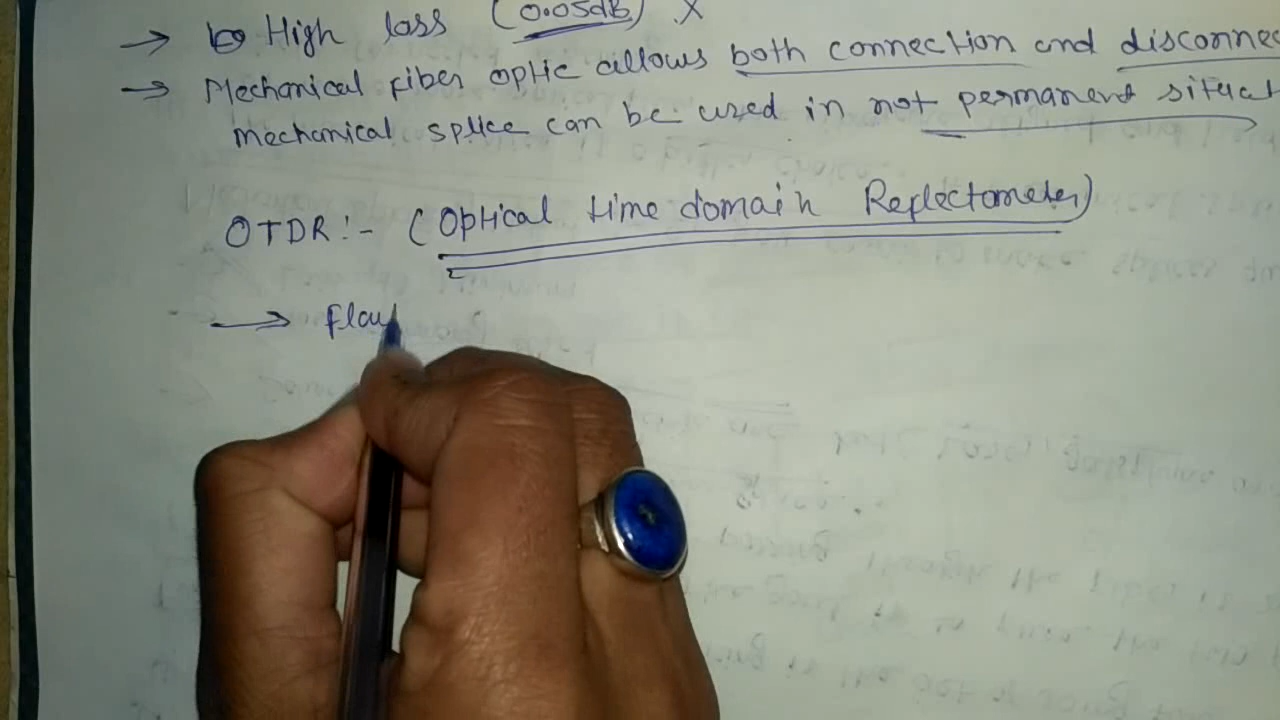 → High loss (0.05dB) X
→ Mechanical fiber optic allows both connection and disconnec
mechanical splice can be used in not permanent situat
OTDR :- (Optical time domain Reflectometer)
→ flaw